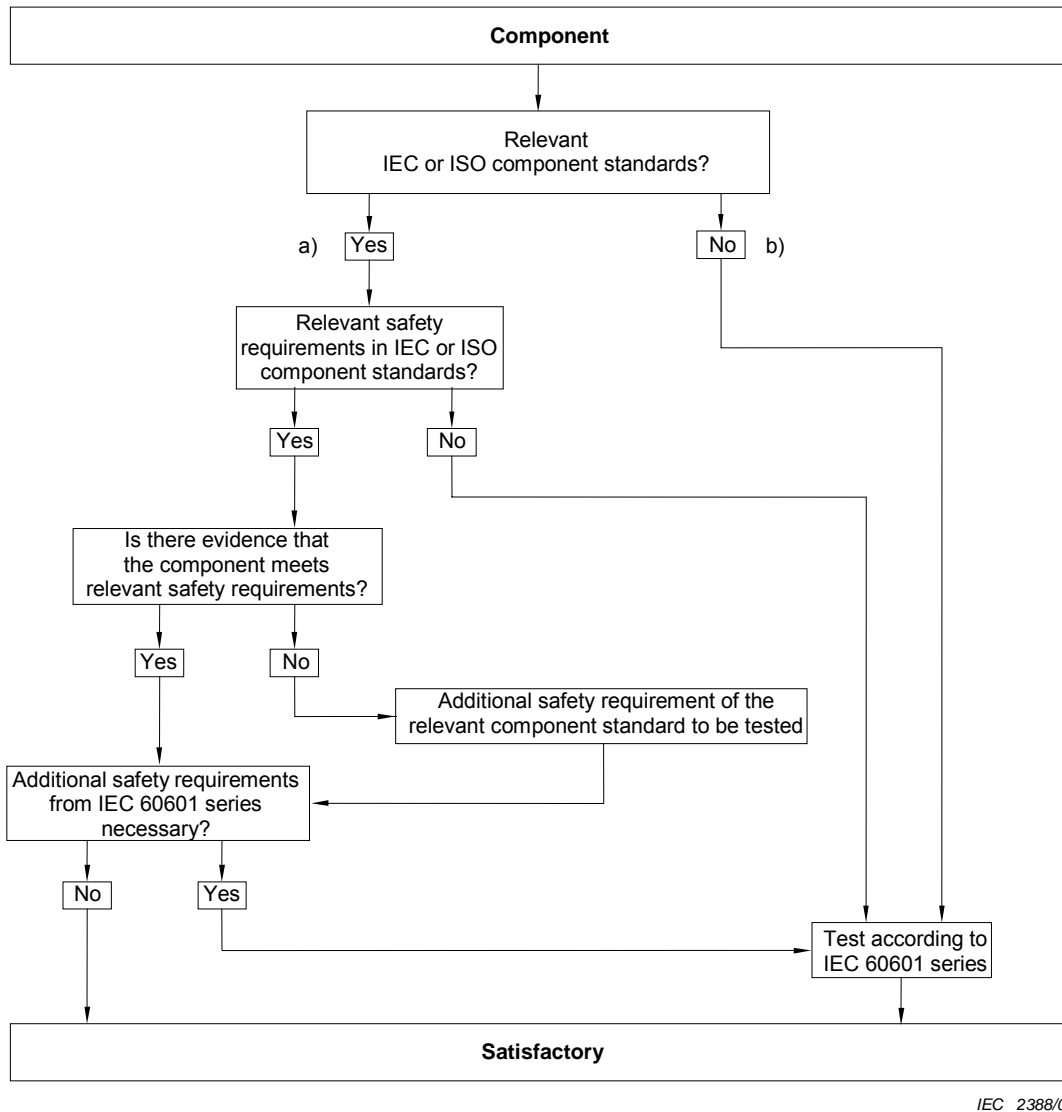 Component
Relevant
IEC or ISO component standards?
a)
Yes
No
b)
Relevant safety
requirements in IEC or ISO
component standards?
Yes
No
Is there evidence that
the component meets
relevant safety requirements?
Yes
No
Additional safety requirement of the
relevant component standard to be tested
Additional safety requirements
from IEC 60601 series
necessary?
No
Yes
Test according to
IEC 60601 series
Satisfactory
IEC 2388/